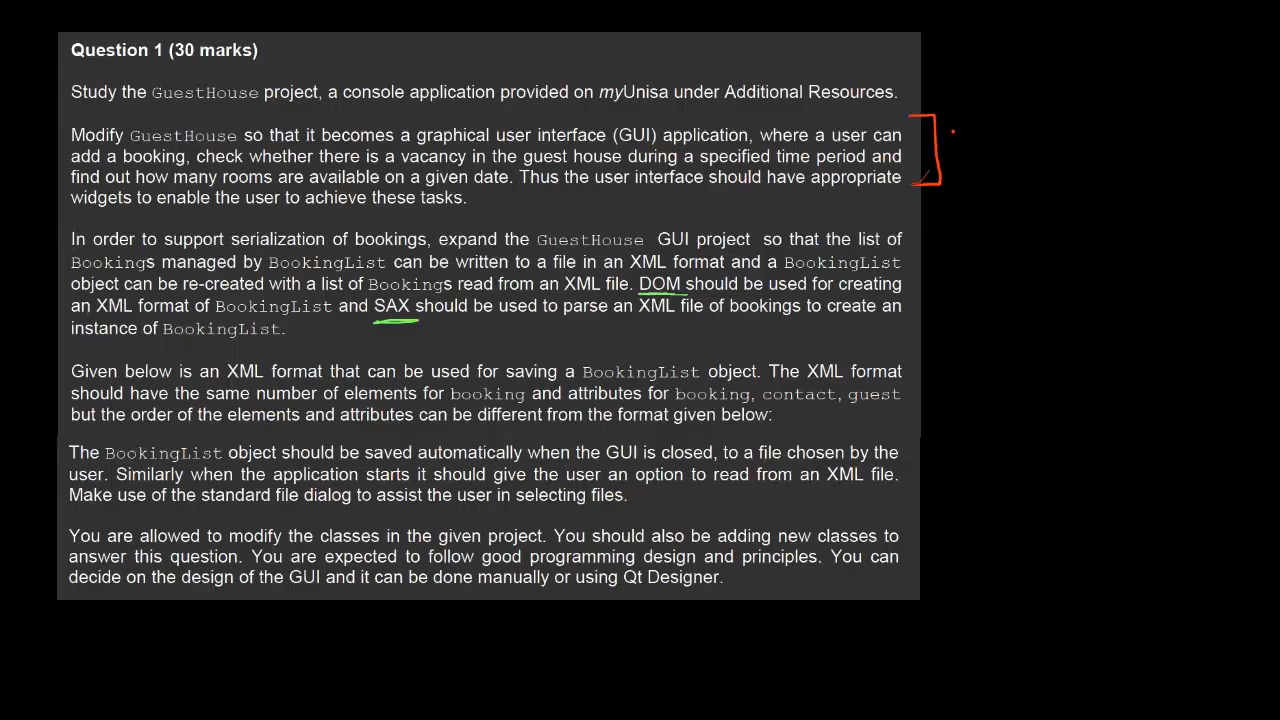 Question 1 (30 marks)
Study the GuestHouse project, a console application provided on myUnisa under Additional Resources.
Modify GuestHouse so that it becomes a graphical user interface (GUI) application, where a user can
add a booking, check whether there is a vacancy in the guest house during a specified time period and
find out how many rooms are available on a given date. Thus the user interface should have appropriate
widgets to enable the user to achieve these tasks.
In order to support serialization of bookings, expand the GuestHouse GUI project so that the list of
Bookings managed by BookingList can be written to a file in an XML format and a BookingList
object can be re-created with a list of Bookings read from an XML file. DOM should be used for creating
an XML format of BookingList and SAX should be used to parse an XML file of bookings to create an
instance of BookingList.
Given below is an XML format that can be used for saving a BookingList object. The XML format
should have the same number of elements for booking and attributes for booking, contact, guest
but the order of the elements and attributes can be different from the format given below:
The BookingList object should be saved automatically when the GUI is closed, to a file chosen by the
user. Similarly when the application starts it should give the user an option to read from an XML file.
Make use of the standard file dialog to assist the user in selecting files.
You are allowed to modify the classes in the given project. You should also be adding new classes to
answer this question. You are expected to follow good programming design and principles. You can
decide on the design of the GUI and it can be done manually or using Qt Designer.